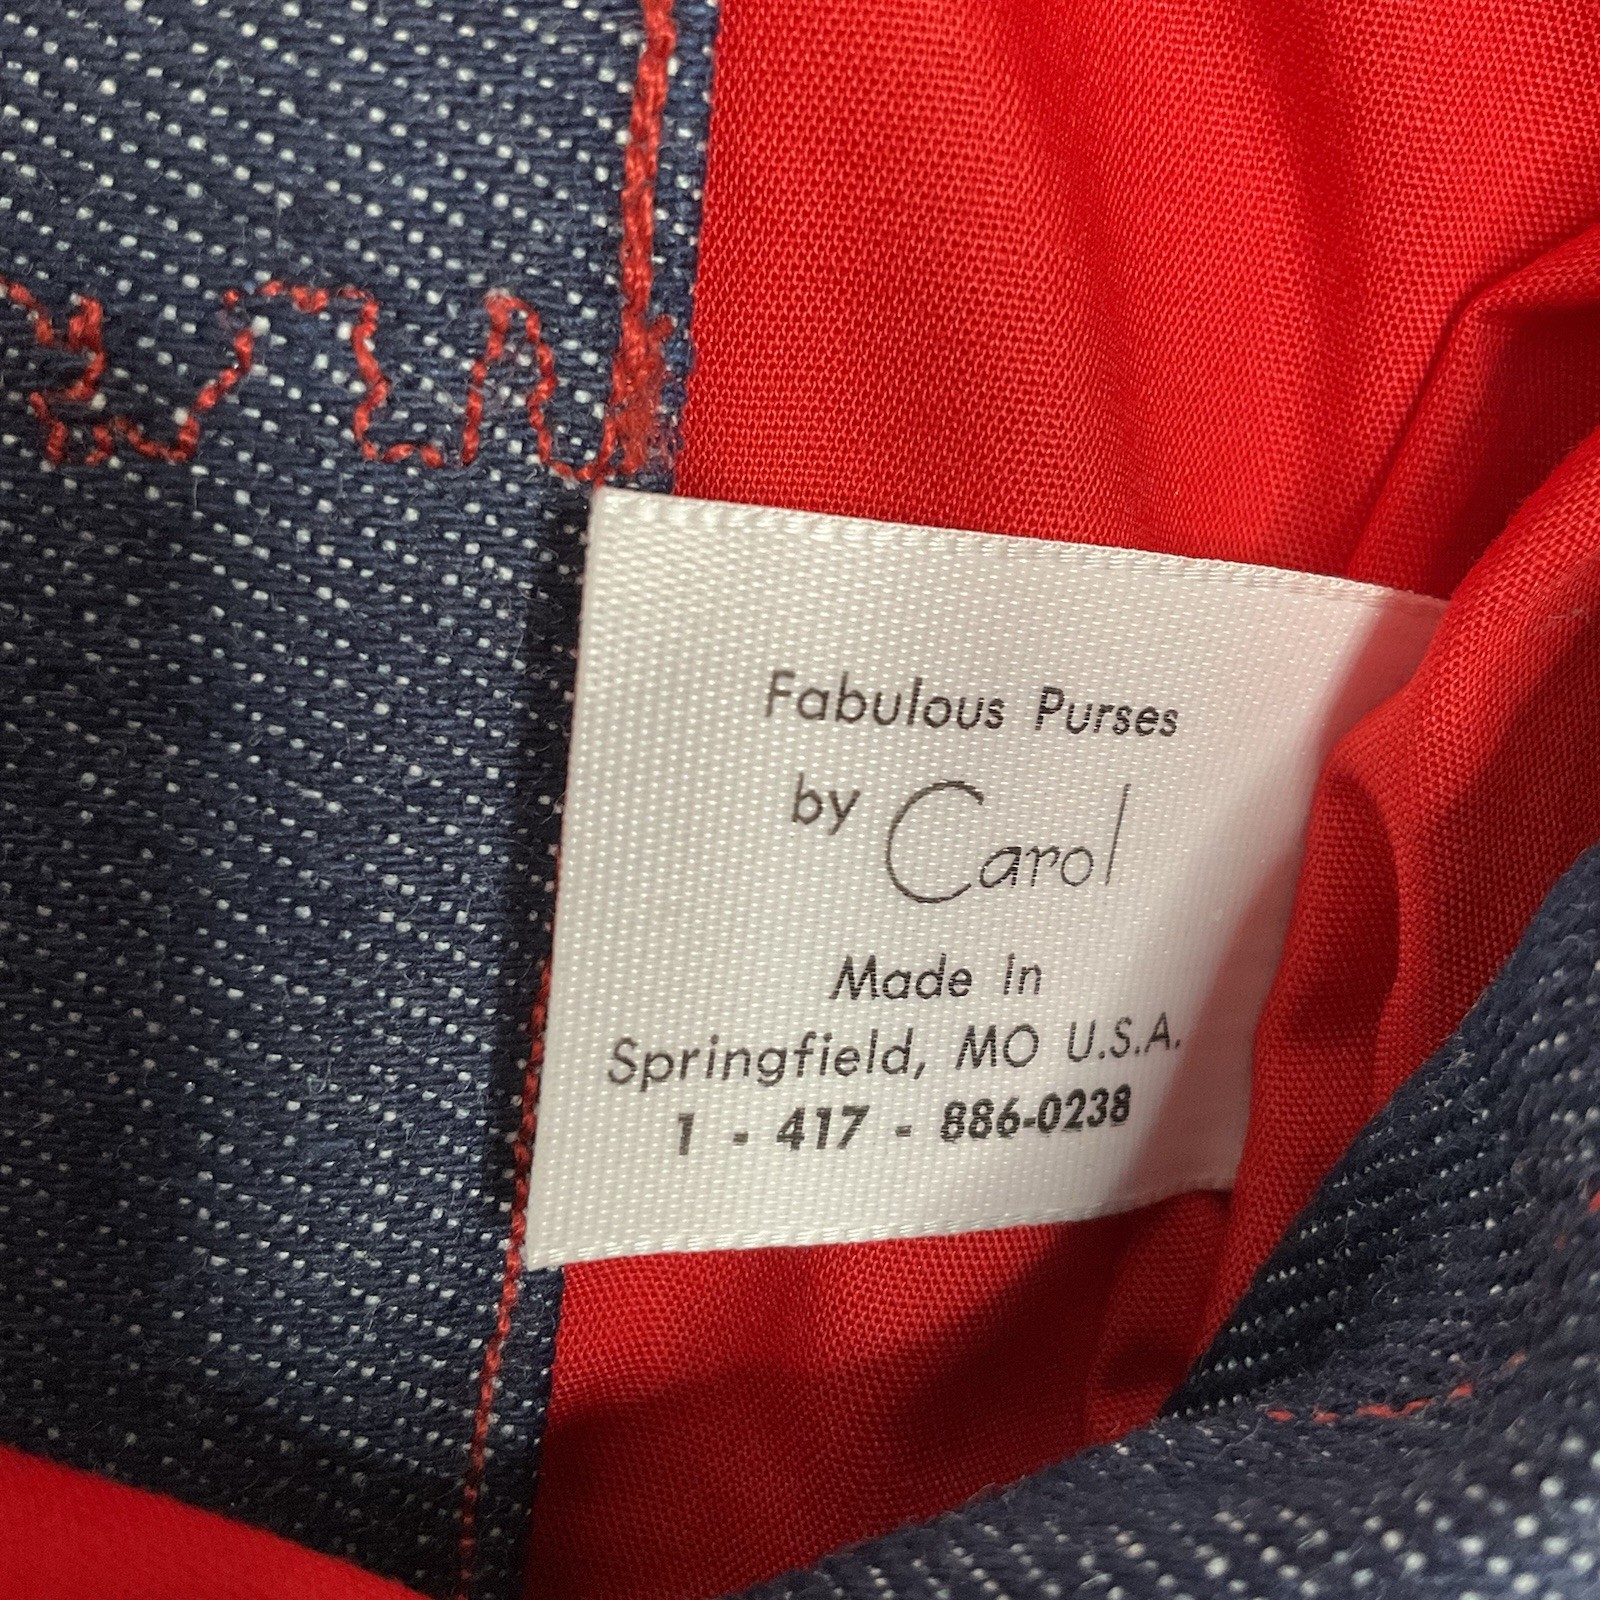 Fabulous Purses
by Carol
Made In
Springfield, MO U.S.A.
1 - 417 - 886-0238